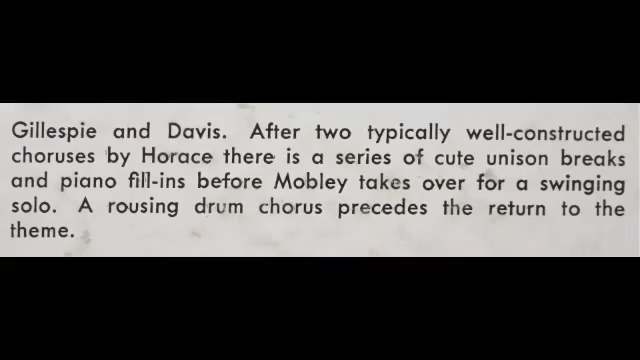 Gillespie and Davis. After two typically well-constructed
choruses by Horace there is a series of cute unison breaks
and piano fill-ins before Mobley takes over for a swinging
solo. A rousing drum chorus precedes the return to the
theme.